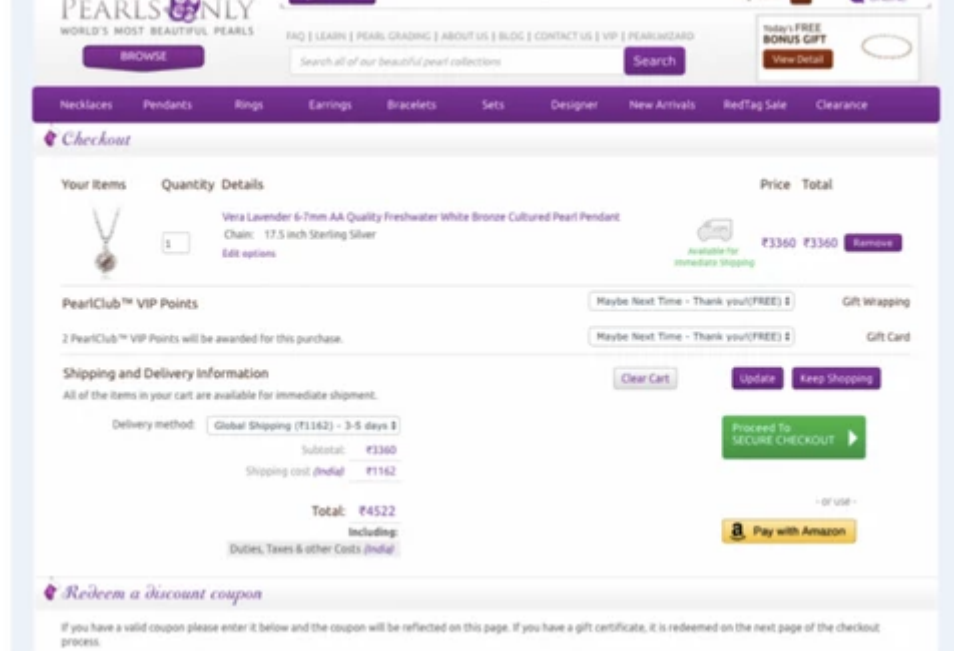 PEARLS ONLY
WORLD'S MOST BEAUTIFUL PEARLS
BROWSE
FAQ | LEARN | PEARL GRADING | ABOUT US | BLOG | CONTACT US | VIP | PEARLWIZARD
Search all of our beautiful pearl collections
Search
Today's FREE
BONUS GIFT
View Detail
Necklaces Pendants Rings Earrings Bracelets Sets Designer New Arrivals RedTag Sale Clearance
Checkout
Your Items Quantity Details Price Total
Vera Lavender 6-7mm AA Quality Freshwater White Bronze Cultured Pearl Pendant
1 Chain: 17.5 inch Sterling Silver
Edit options
Available for
Immediate Shipping
₹3360 ₹3360 Remove
PearlClub™ VIP Points Maybe Next Time - Thank you!(FREE) Gift Wrapping
2 PearlClub™ VIP Points will be awarded for this purchase. Maybe Next Time - Thank you!(FREE) Gift Card
Shipping and Delivery Information Clear Cart Update Keep Shopping
All of the items in your cart are available for immediate shipment.
Delivery method: Global Shipping (₹1162) - 3-5 days
Proceed To
SECURE CHECKOUT
Subtotal: ₹3360
Shipping cost (India) ₹1162
Total: ₹4522
- or use -
Including:
Pay with Amazon
Duties, Taxes & other Costs (India)
Redeem a discount coupon
If you have a valid coupon please enter it below and the coupon will be reflected on this page. If you have a gift certificate, it is redeemed on the next page of the checkout
process.